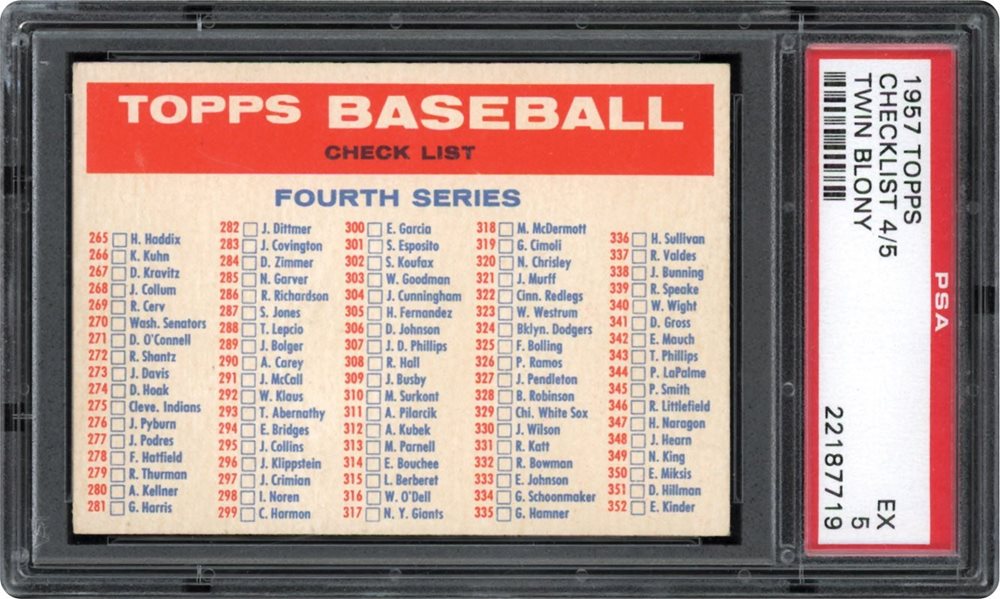 TOPPS BASEBALL
CHECK LIST
FOURTH SERIES
265 H. Haddix
266 K. Kuhn
267 D. Kravitz
268 J. Collum
269 R. Cerv
270 Wash. Senators
271 D. O'Connell
272 R. Shantz
273 J. Davis
274 D. Hoak
275 Cleve. Indians
276 J. Pyburn
277 J. Podres
278 F. Hatfield
279 R. Thurman
280 A. Kellner
281 G. Harris
282 J. Dittmer
283 J. Covington
284 D. Zimmer
285 N. Garver
286 R. Richardson
287 S. Jones
288 T. Lepcio
289 J. Bolger
290 A. Carey
291 J. McCall
292 W. Klaus
293 T. Abernathy
294 E. Bridges
295 J. Collins
296 J. Klippstein
297 J. Crimian
298 I. Noren
299 C. Harmon
300 E. Garcia
301 S. Esposito
302 S. Koufax
303 W. Goodman
304 J. Cunningham
305 H. Fernandez
306 D. Johnson
307 J. D. Phillips
308 R. Hall
309 J. Busby
310 M. Surkont
311 A. Pilarcik
312 A. Kubek
313 M. Parnell
314 E. Bouchee
315 L. Berberet
316 W. O'Dell
317 N. Y. Giants
318 M. McDermott
319 G. Cimoli
320 N. Chrisley
321 J. Murff
322 Cinn. Redlegs
323 W. Westrum
324 Bklyn. Dodgers
325 F. Bolling
326 P. Ramos
327 J. Pendleton
328 B. Robinson
329 Chi. White Sox
330 J. Wilson
331 R. Katt
332 R. Bowman
333 E. Johnson
334 G. Schoonmaker
335 G. Hamner
336 H. Sullivan
337 R. Valdes
338 J. Bunning
339 R. Speake
340 W. Wight
341 D. Gross
342 E. Mauch
343 T. Phillips
344 P. LaPalme
345 P. Smith
346 R. Littlefield
347 H. Naragon
348 J. Hearn
349 N. King
350 E. Miksis
351 D. Hillman
352 E. Kinder
1957 TOPPS
CHECKLIST 4/5
TWIN BLONY
EX
5
22187719
PSA